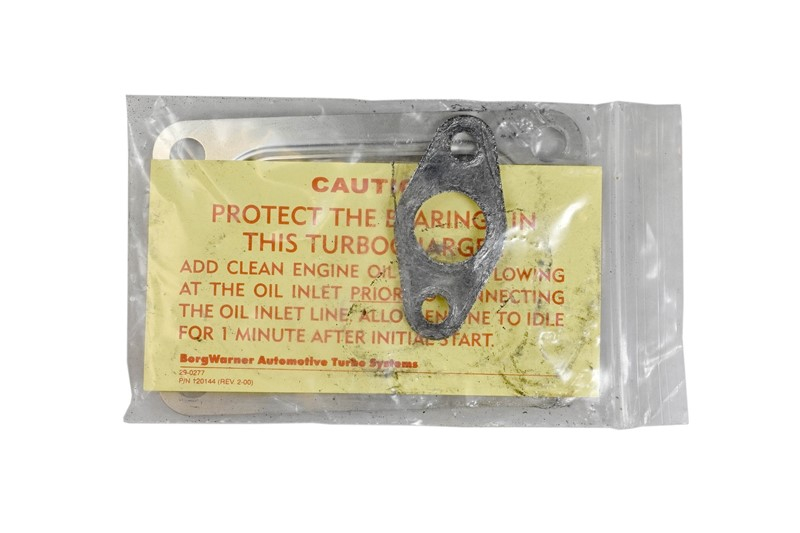 CAUTI
PROTECT THE BEARING IN
THIS TURBOCHARGE
ADD CLEAN ENGINE OIL LOWING
AT THE OIL INLET PRIOR CONNECTING
THE OIL INLET LINE. ALLOW ENGINE TO IDLE
FOR 1 MINUTE AFTER INITIAL START.
BorgWarner Automotive Turbo Systems
29-0277
P/N 120144 (REV 2-00)